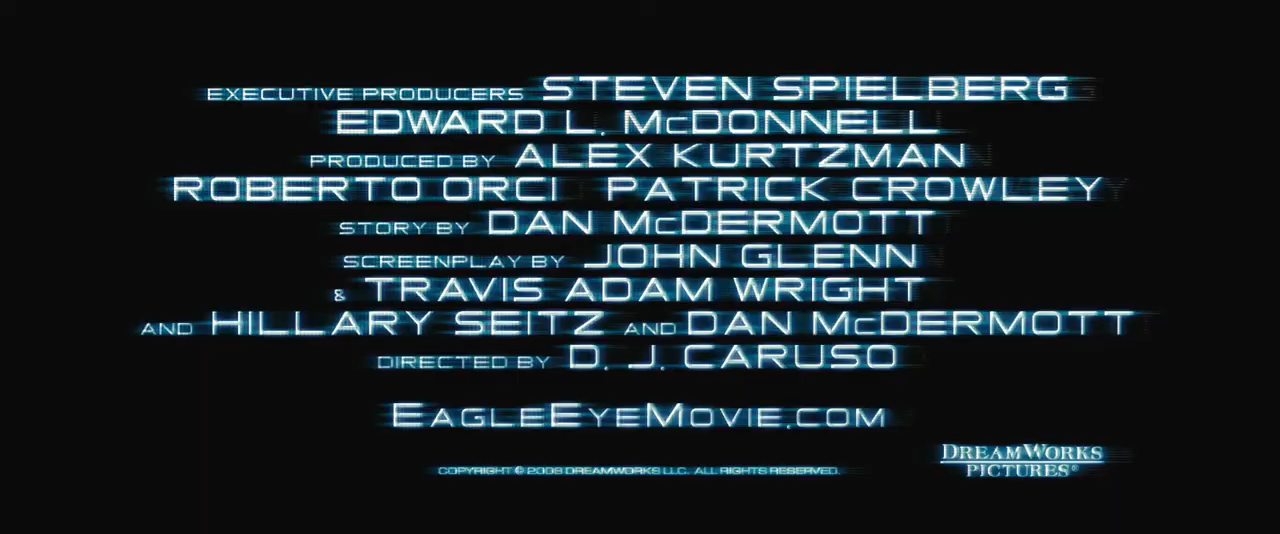 EXECUTIVE PRODUCERS STEVEN SPIELBERG
EDWARD L. McDONNELL
PRODUCED BY ALEX KURTZMAN
ROBERTO ORCI PATRICK CROWLEY
STORY BY DAN McDERMOTT
SCREENPLAY BY JOHN GLENN
& TRAVIS ADAM WRIGHT
AND HILLARY SEITZ AND DAN McDERMOTT
DIRECTED BY D. J. CARUSO
EAGLEEYEMOVIE.COM
DREAMWORKS
PICTURES®
COPYRIGHT © 2008 DREAMWORKS LLC. ALL RIGHTS RESERVED.